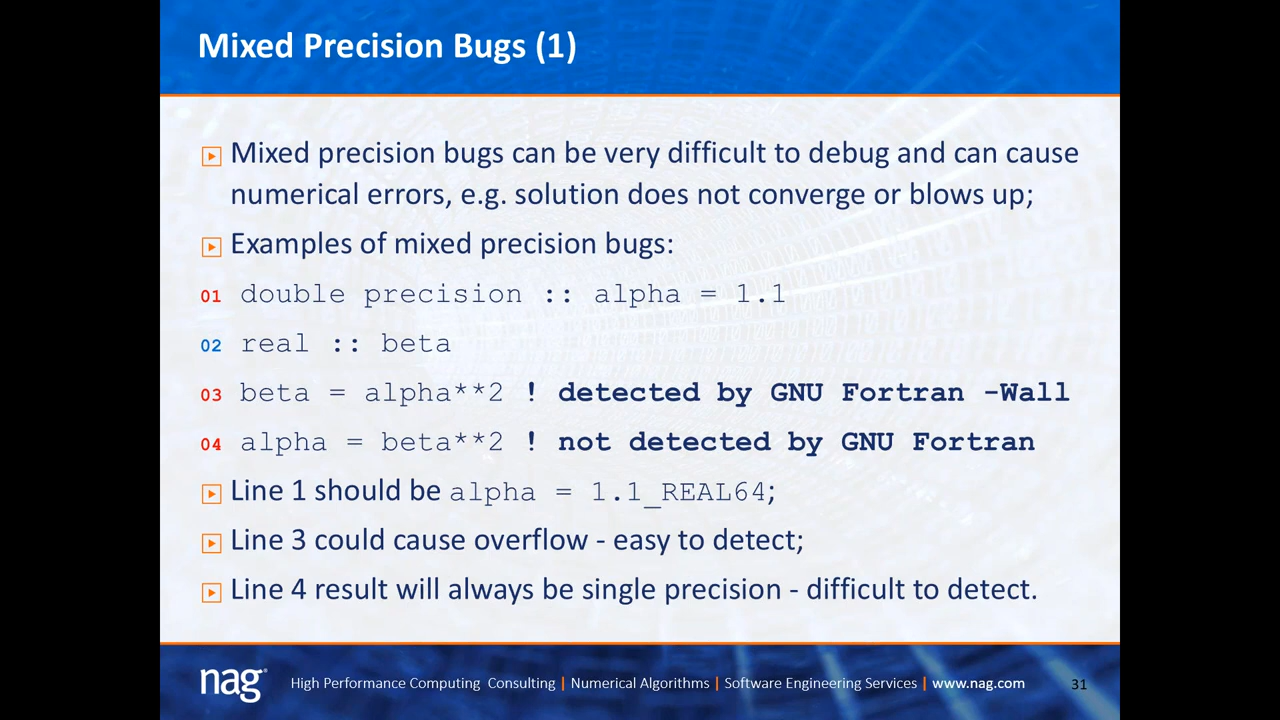 Mixed Precision Bugs (1)
Mixed precision bugs can be very difficult to debug and can cause
numerical errors, e.g. solution does not converge or blows up;
Examples of mixed precision bugs:
01 double precision :: alpha = 1.1
02 real :: beta
03 beta = alpha**2 ! detected by GNU Fortran -Wall
04 alpha = beta**2 ! not detected by GNU Fortran
Line 1 should be alpha = 1.1_REAL64;
Line 3 could cause overflow - easy to detect;
Line 4 result will always be single precision - difficult to detect.
nag® High Performance Computing Consulting | Numerical Algorithms | Software Engineering Services | www.nag.com 31